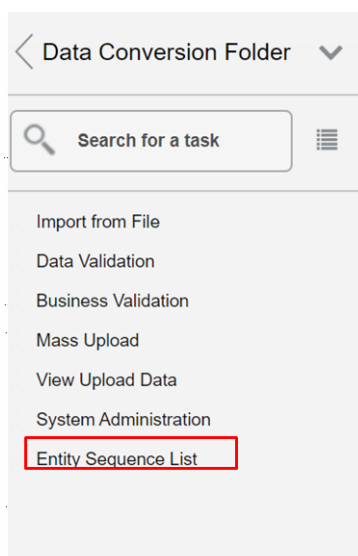 Data Conversion Folder
Search for a task
Import from File
Data Validation
Business Validation
Mass Upload
View Upload Data
System Administration
Entity Sequence List